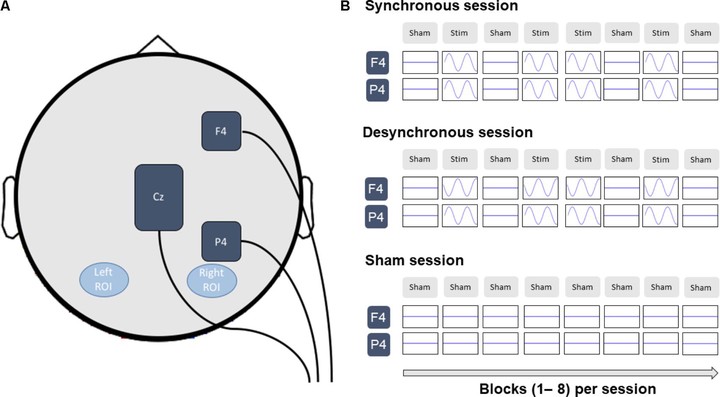 A
F4
Cz
P4
Left
ROI
Right
ROI
B
Synchronous session
Sham Stim Sham Stim Stim Sham Stim Sham
F4
P4
Desynchronous session
Sham Stim Sham Stim Stim Sham Stim Sham
F4
P4
Sham session
Sham Sham Sham Sham Sham Sham Sham Sham
F4
P4
Blocks (1– 8) per session